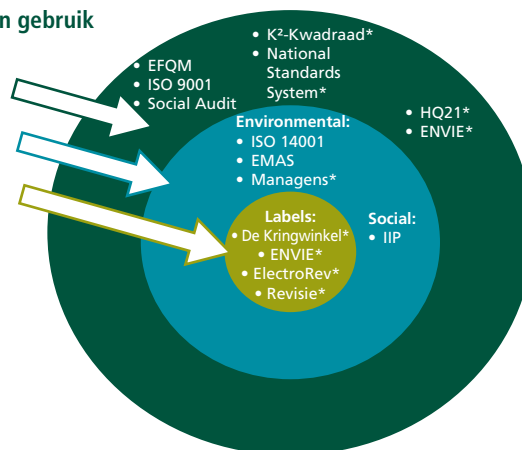 n gebruik
• EFQM
• ISO 9001
• Social Audit
• K²-Kwadraad*
• National
Standards
System*
• HQ21*
• ENVIE*
Environmental:
• ISO 14001
• EMAS
• Managens*
Social:
• IIP
Labels:
• De Kringwinkel*
• ENVIE*
• ElectroRev*
• Revisie*